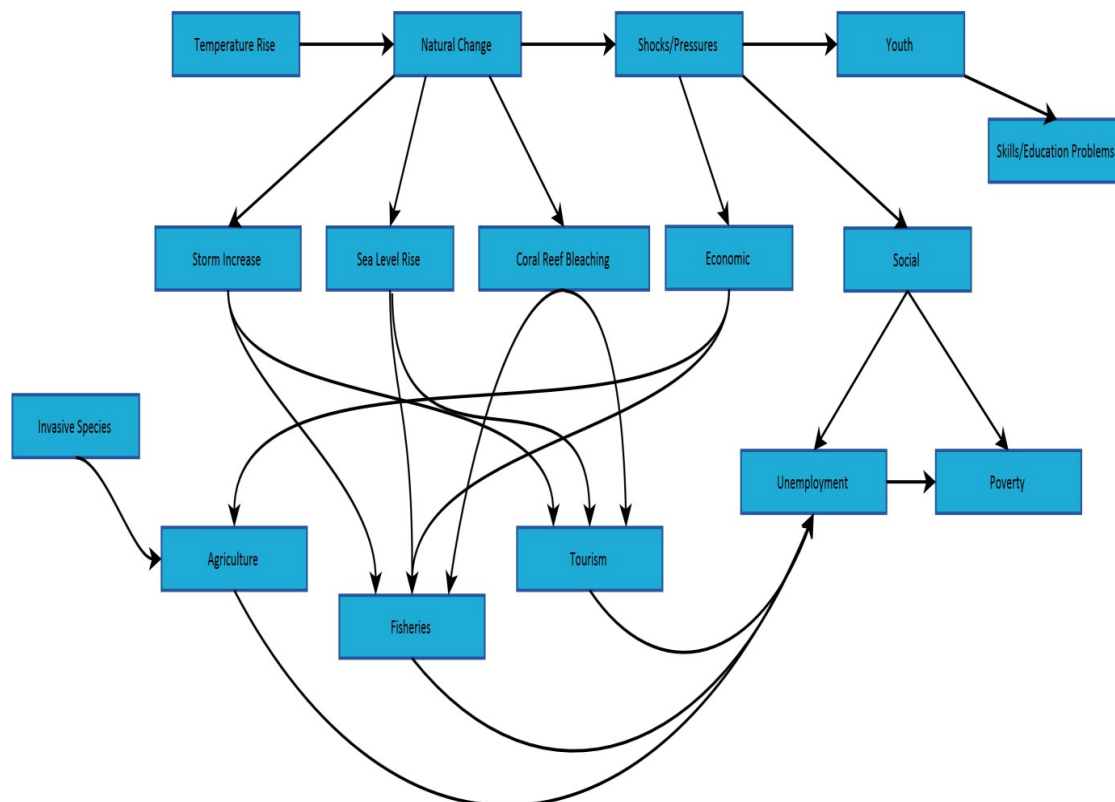 Temperature Rise
Natural Change
Shocks/Pressures
Youth
Skills/Education Problems
Storm Increase
Sea Level Rise
Coral Reef Bleaching
Economic
Social
Invasive Species
Unemployment
Poverty
Agriculture
Tourism
Fisheries